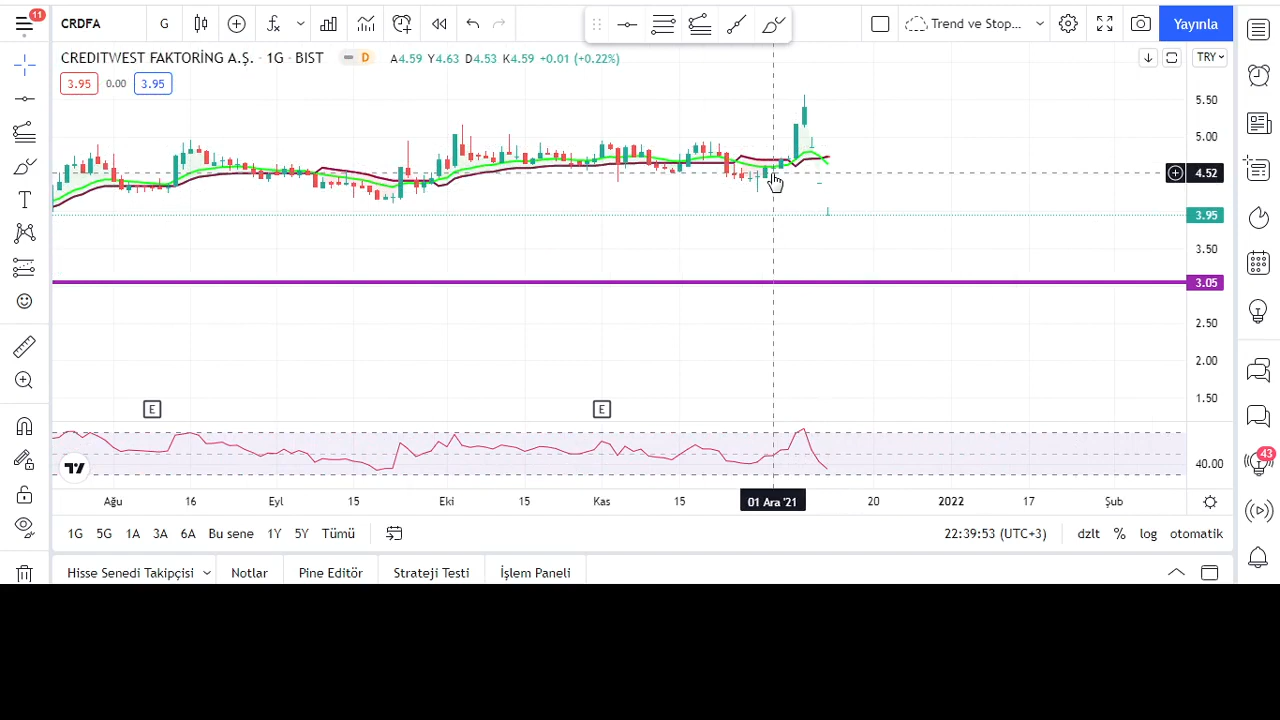 11
CRDFA
G
Trend ve Stop...
Yayınla
CREDITWEST FAKTORİNG A.Ş. · 1G · BIST
D
A4.59 Y4.63 D4.53 K4.59 +0.01 (+0.22%)
TRY
3.95
0.00
3.95
5.50
5.00
4.52
3.95
3.50
3.05
2.50
2.00
1.50
E
E
40.00
Ağu
16
Eyl
15
Eki
15
Kas
15
01 Ara '21
20
2022
17
Şub
43
1G 5G 1A 3A 6A Bu sene 1Y 5Y Tümü
22:39:53 (UTC+3)
dzlt % log otomatik
Hisse Senedi Takipçisi
Notlar
Pine Editör
Strateji Testi
İşlem Paneli